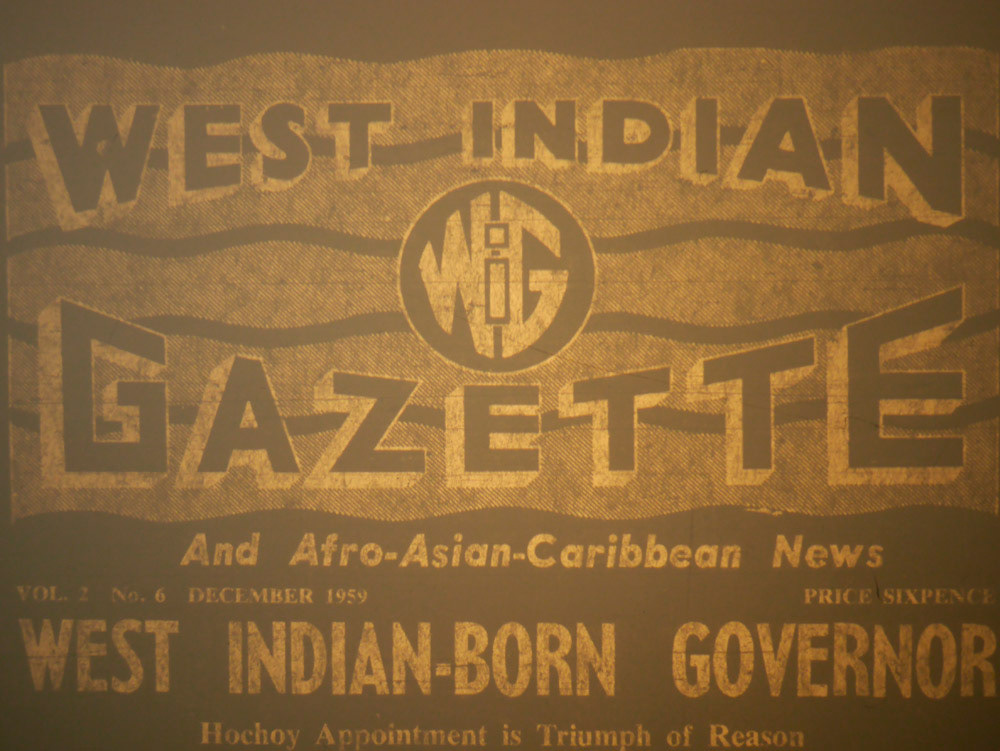 WEST INDIAN
WiG
GAZETTE
And Afro-Asian-Caribbean News
VOL. 2 No. 6 DECEMBER 1959 PRICE SIXPENCE
WEST INDIAN-BORN GOVERNOR
Hochoy Appointment is Triumph of Reason